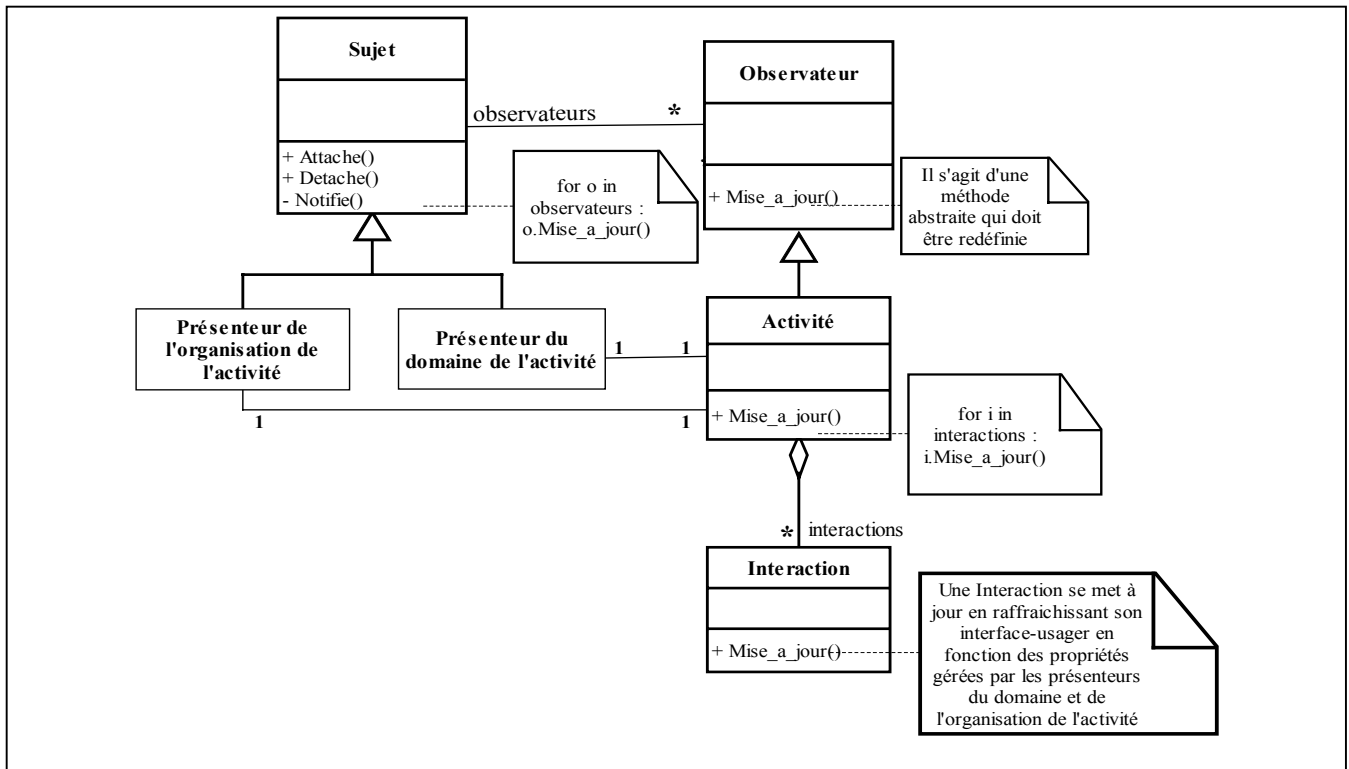 Sujet
+ Attache()
+ Detache()
- Notifie()
observateurs
*
Observateur
+ Mise_a_jour()
for o in
observateurs :
o.Mise_a_jour()
Il s'agit d'une
méthode
abstraite qui doit
être redéfinie
Présenteur de
l'organisation de
l'activité
Présenteur du
domaine de l'activité
1
1
1
1
Activité
+ Mise_a_jour()
for i in
interactions :
i.Mise_a_jour()
*
interactions
Interaction
+ Mise_a_jour()
Une Interaction se met à
jour en raffraichissant son
interface-usager en
fonction des propriétés
gérées par les présenteurs
du domaine et de
l'organisation de l'activité